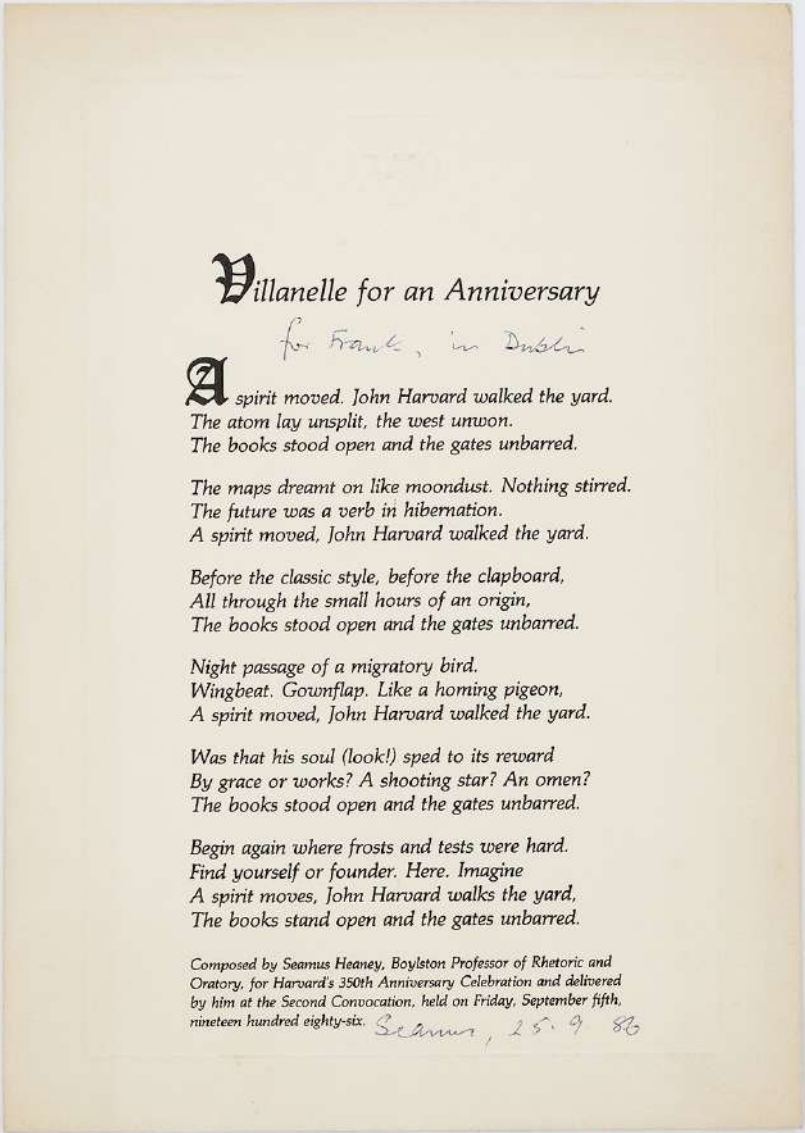 Villanelle for an Anniversary
for Frank, in Dublin
A spirit moved. John Harvard walked the yard.
The atom lay unsplit, the west unwon.
The books stood open and the gates unbarred.
The maps dreamt on like moondust. Nothing stirred.
The future was a verb in hibernation.
A spirit moved, John Harvard walked the yard.
Before the classic style, before the clapboard,
All through the small hours of an origin,
The books stood open and the gates unbarred.
Night passage of a migratory bird.
Wingbeat. Gownflap. Like a homing pigeon,
A spirit moved, John Harvard walked the yard.
Was that his soul (look!) sped to its reward
By grace or works? A shooting star? An omen?
The books stood open and the gates unbarred.
Begin again where frosts and tests were hard.
Find yourself or founder. Here. Imagine
A spirit moves, John Harvard walks the yard,
The books stand open and the gates unbarred.
Composed by Seamus Heaney, Boylston Professor of Rhetoric and
Oratory, for Harvard's 350th Anniversary Celebration and delivered
by him at the Second Convocation, held on Friday, September fifth,
nineteen hundred eighty-six. Seamus, 25.9 86